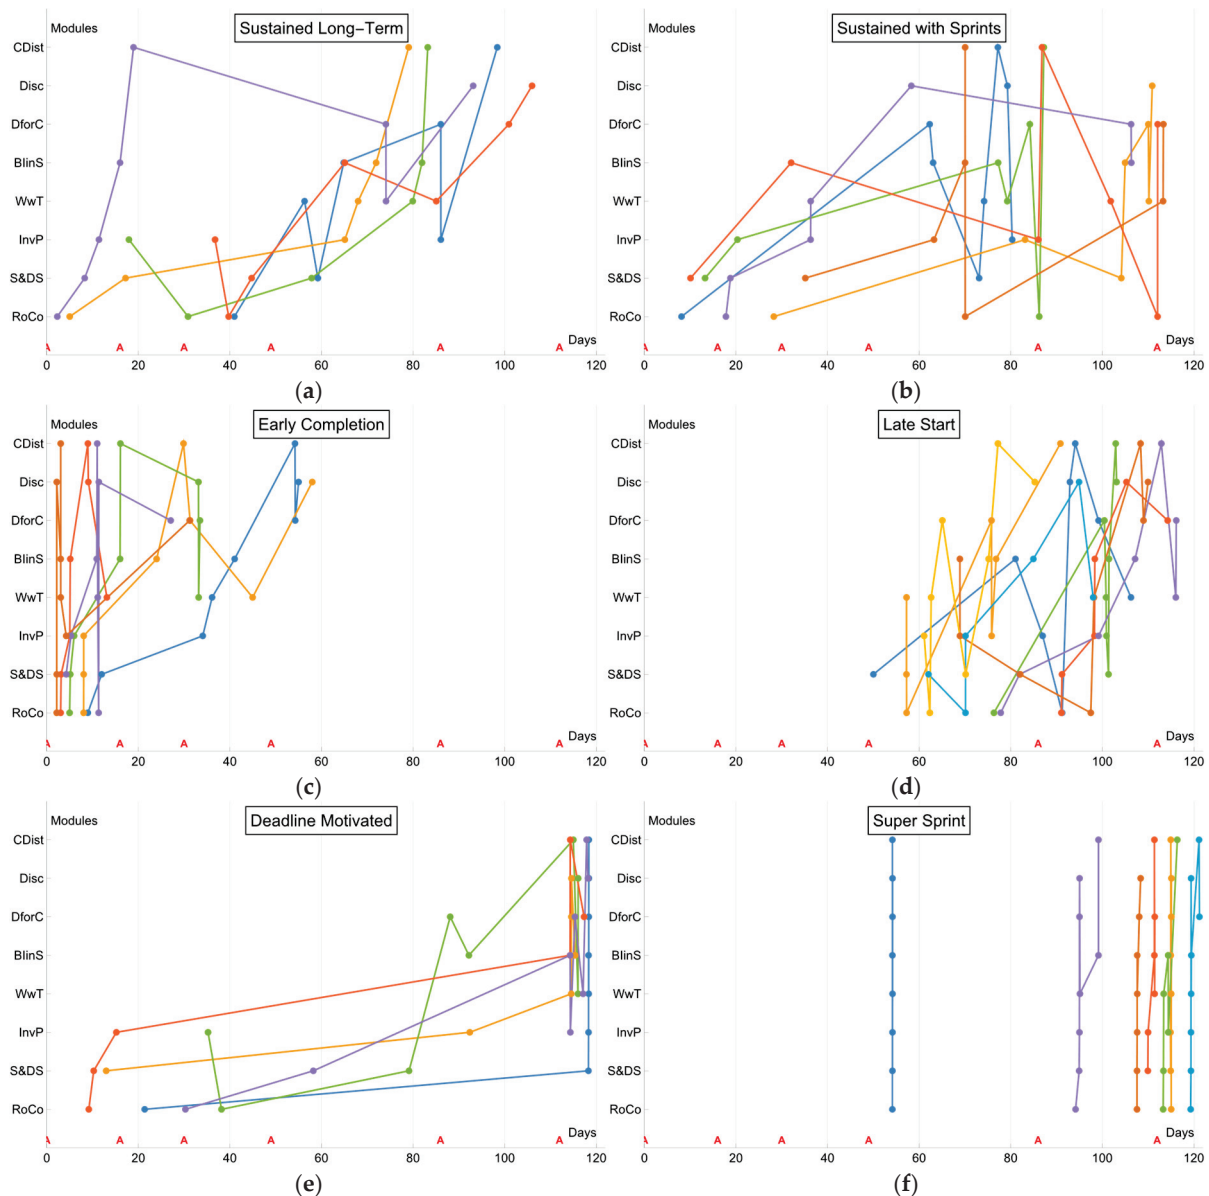 Modules
Sustained Long–Term
CDist
Disc
DforC
BlinS
WwT
InvP
S&DS
RoCo
Days
A A A A A A
0 20 40 60 80 100 120
(a)
Modules
Sustained with Sprints
CDist
Disc
DforC
BlinS
WwT
InvP
S&DS
RoCo
Days
A A A A A A
0 20 40 60 80 100 120
(b)
Modules
Early Completion
CDist
Disc
DforC
BlinS
WwT
InvP
S&DS
RoCo
Days
A A A A A A
0 20 40 60 80 100 120
(c)
Modules
Late Start
CDist
Disc
DforC
BlinS
WwT
InvP
S&DS
RoCo
Days
A A A A A A
0 20 40 60 80 100 120
(d)
Modules
Deadline Motivated
CDist
Disc
DforC
BlinS
WwT
InvP
S&DS
RoCo
Days
A A A A A A
0 20 40 60 80 100 120
(e)
Modules
Super Sprint
CDist
Disc
DforC
BlinS
WwT
InvP
S&DS
RoCo
Days
A A A A A A
0 20 40 60 80 100 120
(f)